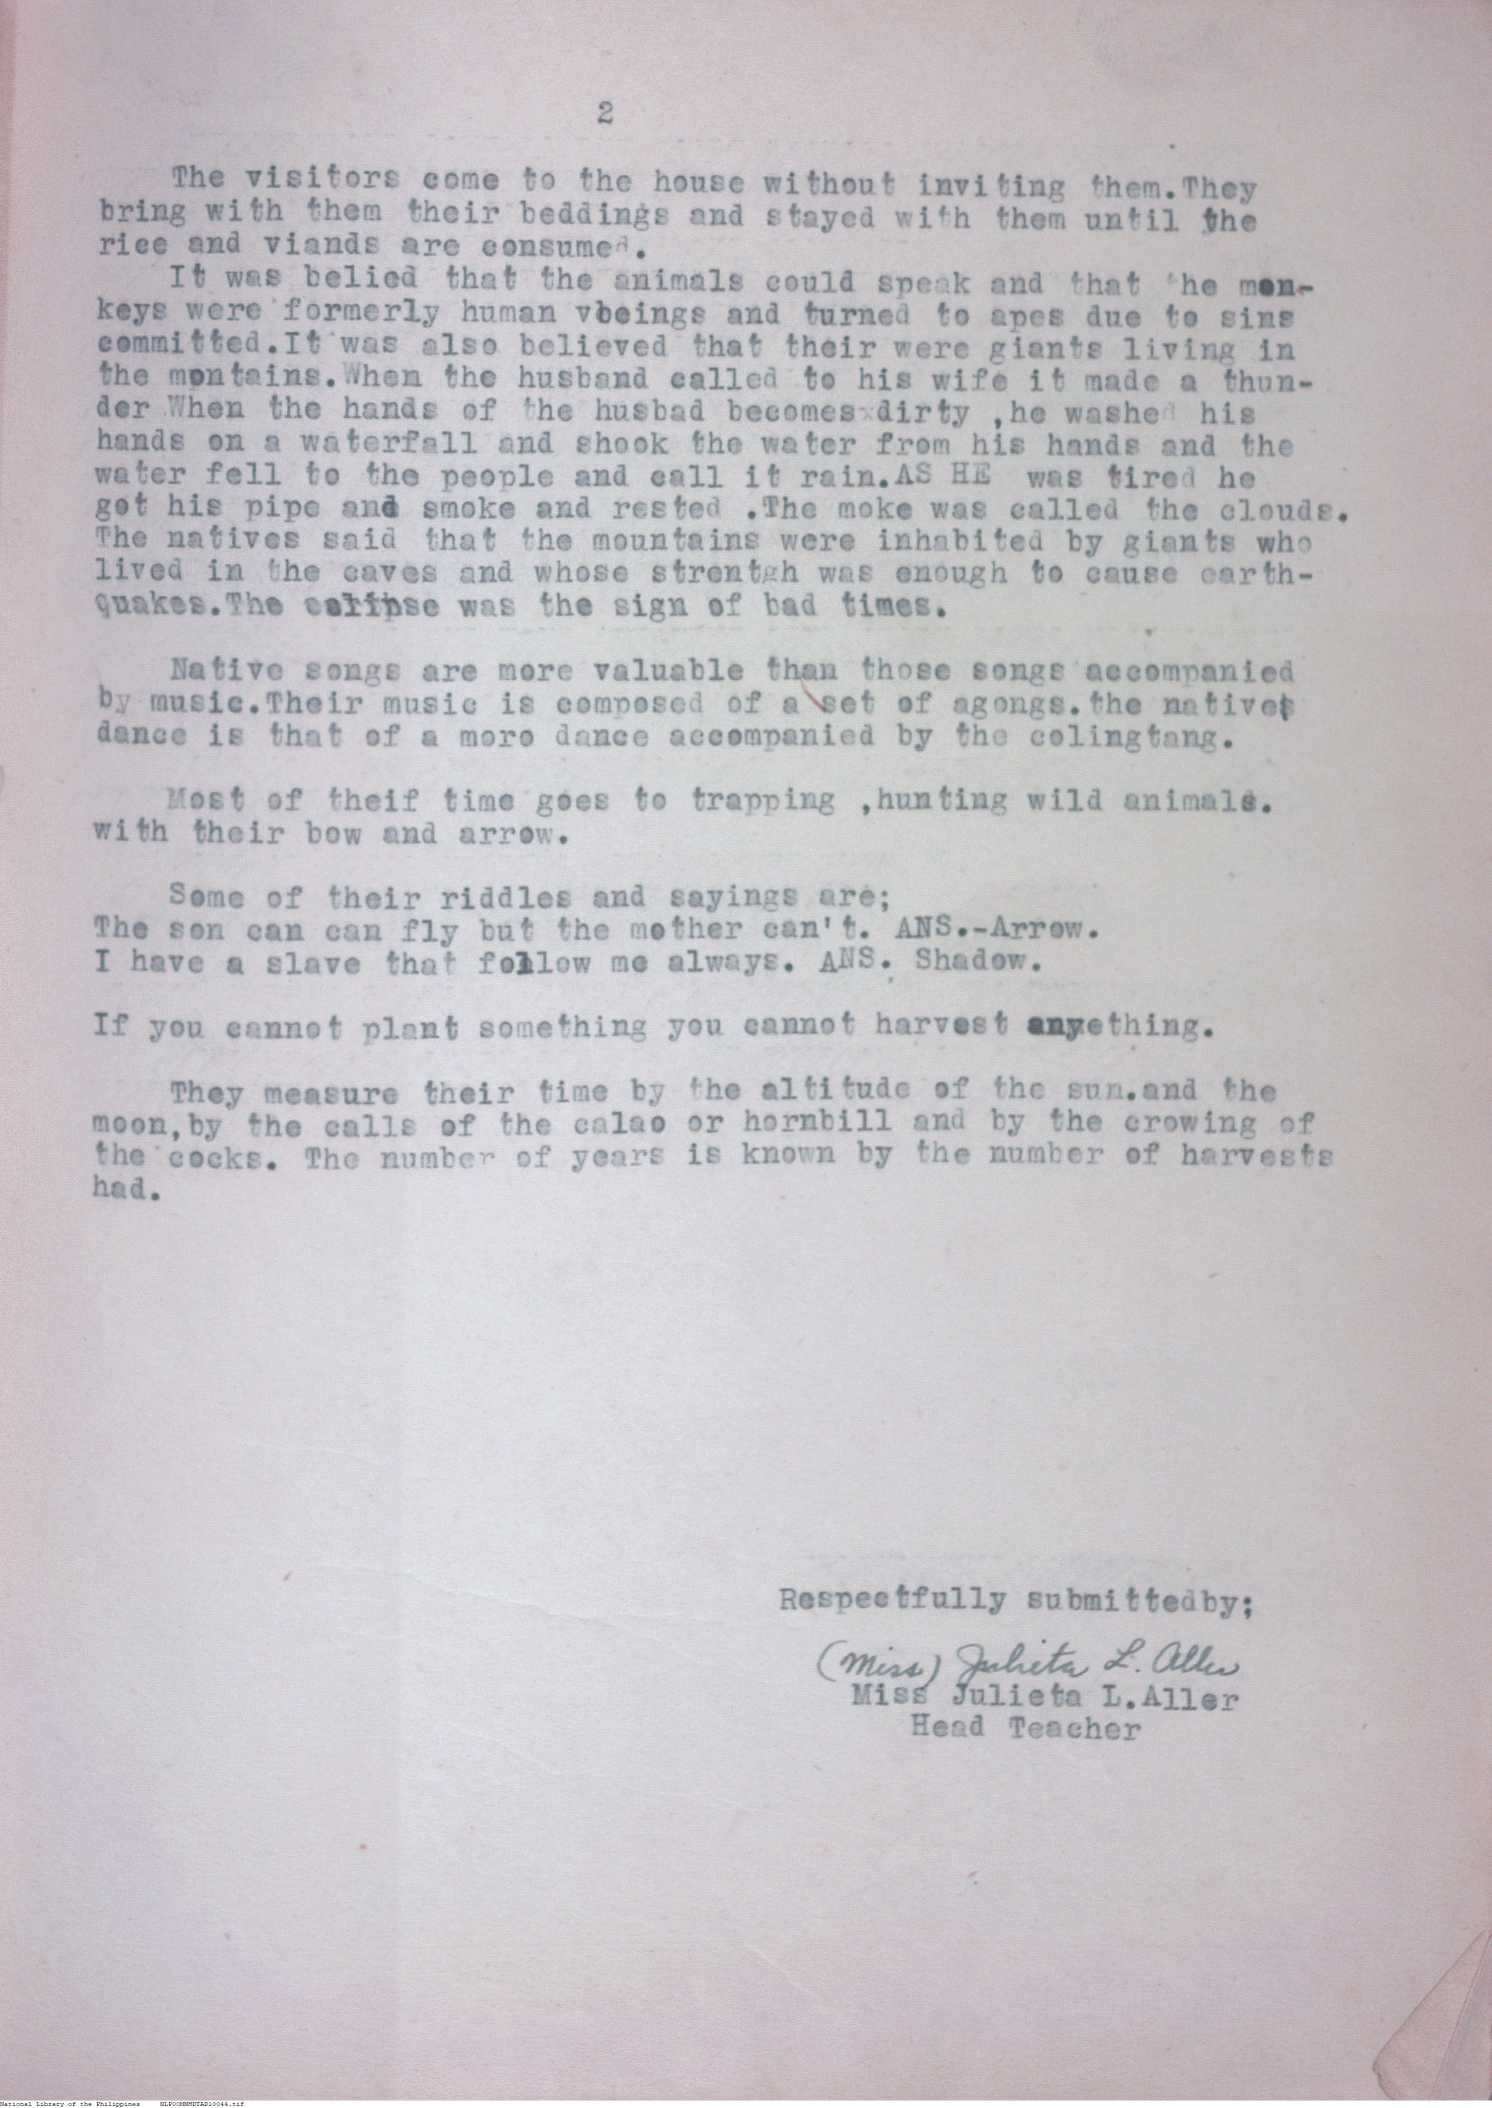 2
The visitors come to the house without inviting them.They
bring with them their beddings and stayed with them until the
rice and viands are consumed.
It was belied that the animals could speak and that the mon-
keys were formerly human vbeings and turned to apes due to sins
committed.It was also believed that their were giants living in
the montains.When the husband called to his wife it made a thun-
der When the hands of the husbad becomes dirty ,he washed his
hands on a waterfall and shook the water from his hands and the
water fell to the people and call it rain.AS HE was tired he
got his pipe and smoke and rested .The moke was called the clouds.
The natives said that the mountains were inhabited by giants who
lived in the caves and whose strentgh was enough to cause earth-
quakes.The was the sign of bad times.
Native songs are more valuable than those songs accompanied
by music.Their music is composed of a set of agongs.the natives
dance is that of a moro dance accompanied by the colingtang.
Most of theif time goes to trapping ,hunting wild animals.
with their bow and arrow.
Some of their riddles and sayings are;
The son can can fly but the mother can't. ANS.-Arrow.
I have a slave that follow me always. ANS. Shadow.
If you cannot plant something you cannot harvest anyething.
They measure their time by the altitude of the sun.and the
moon,by the calls of the calao or hornbill and by the crowing of
the cocks. The number of years is known by the number of harvests
had.
Respectfully submittedby;
(Miss) Julieta L. Aller
Miss Julieta L.Aller
Head Teacher
National Library of the Philippines